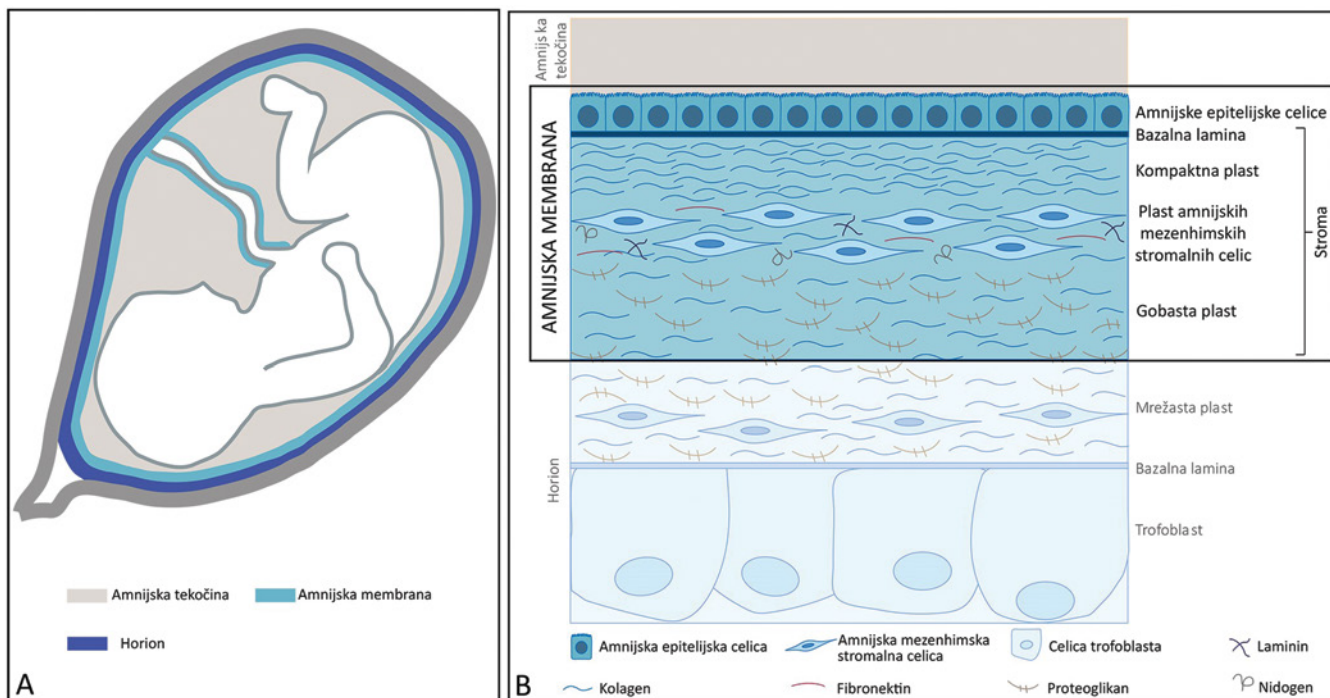 Amnijska tekočina
Amnijska membrana
Horion
A
Amnijska
tekočina
AMNIJSKA MEMBRANA
Amnijske epitelijske celice
Bazalna lamina
Kompaktna plast
Plast amnijskih
mezenhimskih
stromalnih celic
Gobasta plast
Stroma
Horion
Mrežasta plast
Bazalna lamina
Trofoblast
Amnijska epitelijska celica
Amnijska mezenhimska
stromalna celica
Celica trofoblasta
Laminin
Kolagen
Fibronektin
Proteoglikan
Nidogen
B